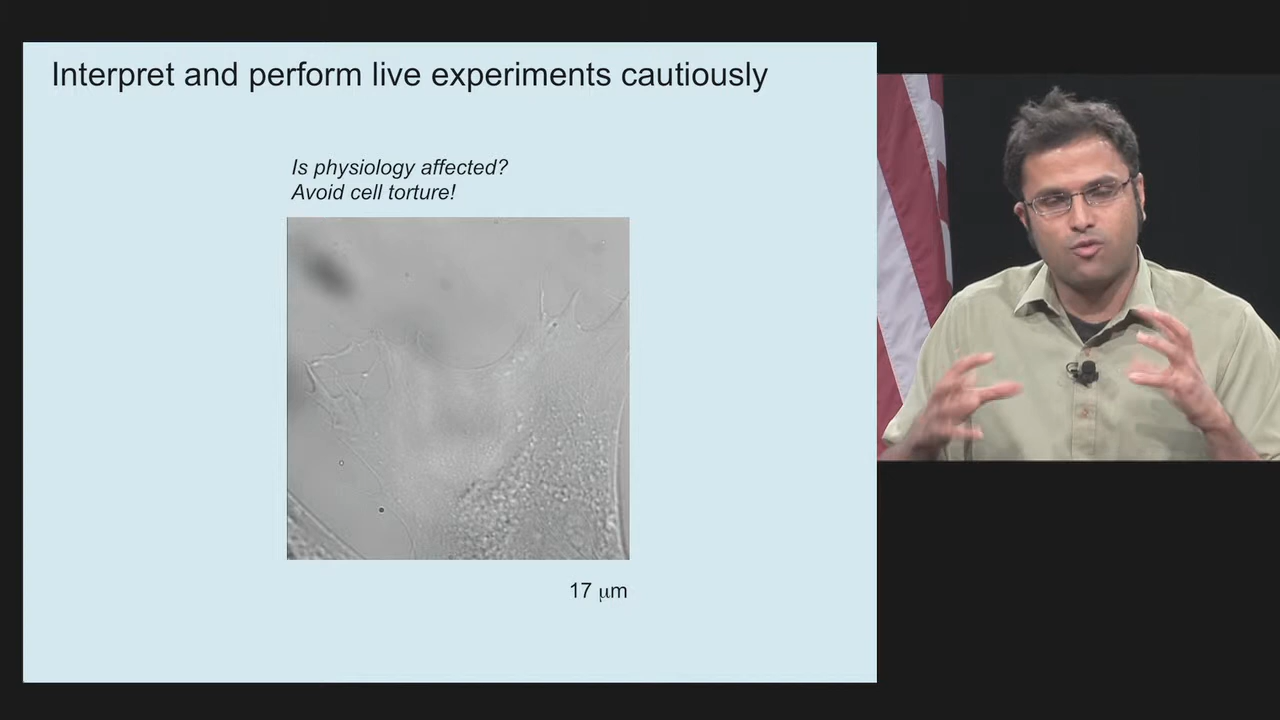 Interpret and perform live experiments cautiously
Is physiology affected?
Avoid cell torture!
17 μm